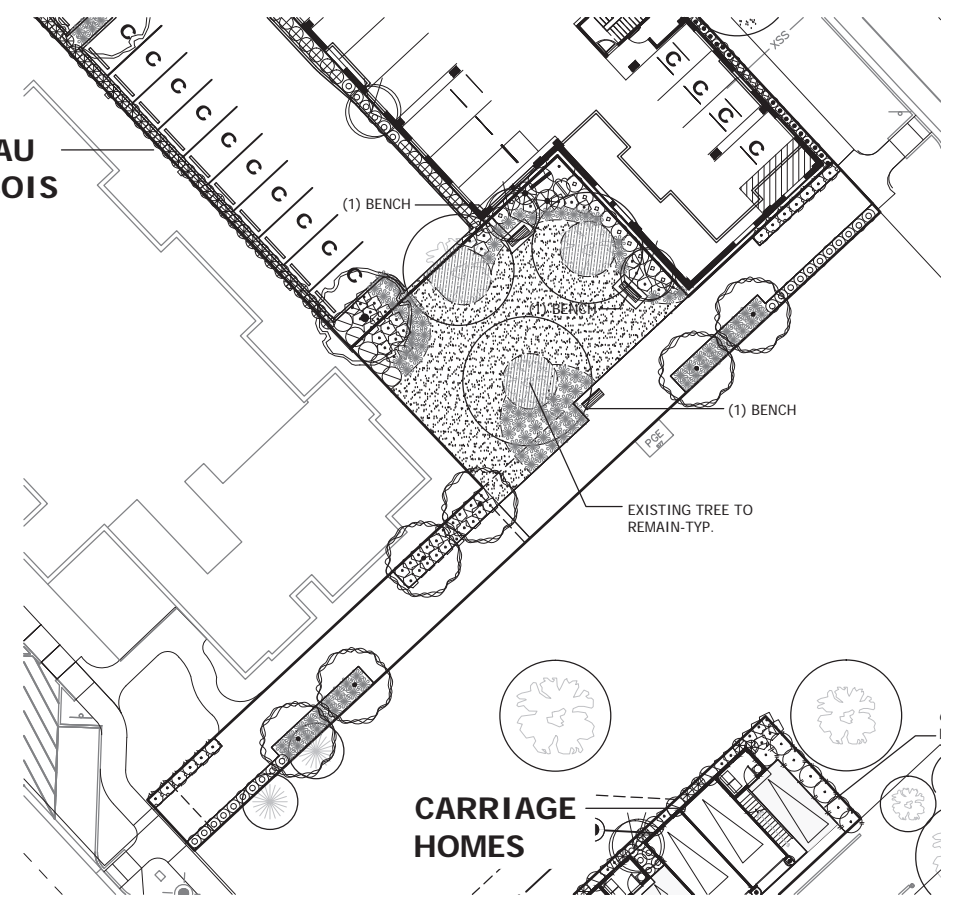 XSS
AU
OIS
(1) BENCH
(1) BENCH
(1) BENCH
PGE
EXISTING TREE TO
REMAIN-TYP.
CARRIAGE
HOMES
C
C
C
C
C
C
C
C
C
C
C
C
C